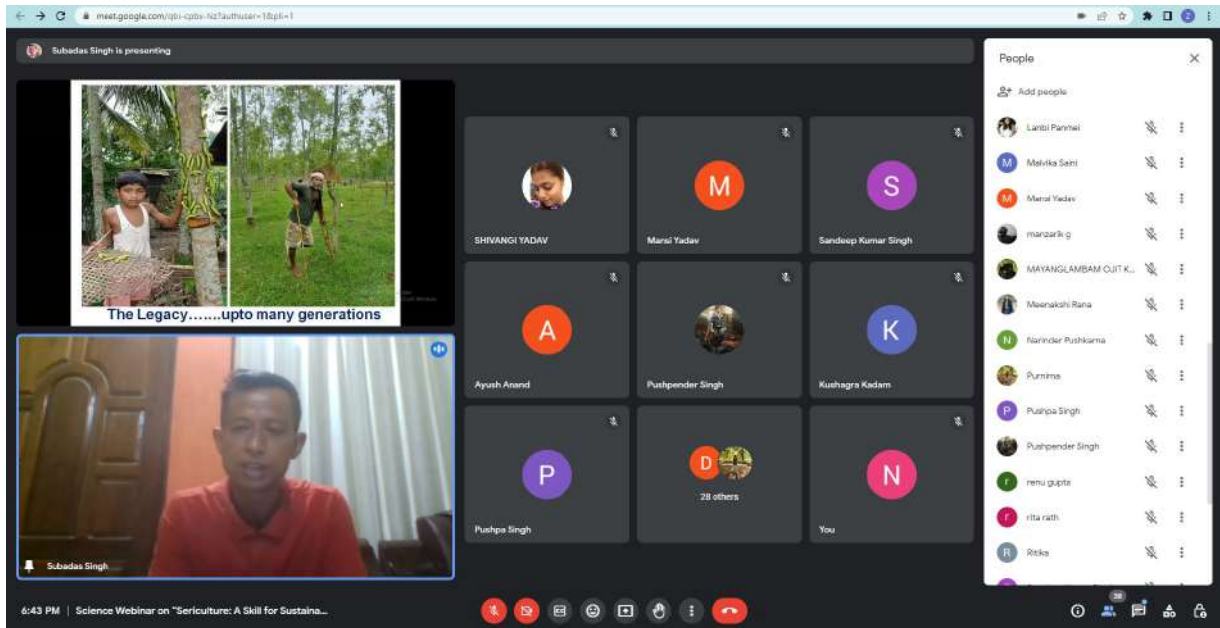 Subadas Singh is presenting
The Legacy.......upto many generations
Subadas Singh
SHIVANGI YADAV
Mansi Yadav
Sandeep Kumar Singh
Ayush Anand
Pushpender Singh
Kushagra Kadam
Pushpa Singh
28 others
You
M
S
A
K
P
D
N
People
Add people
Lanbi Panmei
M
Malvika Saini
M
Mansi Yadav
manzarik g
MAYANGLAMBAM OJIT K...
Meenakshi Rana
N
Narinder Pushkarna
Purnima
P
Pushpa Singh
Pushpender Singh
r
renu gupta
r
rita rath
R
Ritika
6:43 PM | Science Webinar on "Sericulture: A Skill for Sustaina...